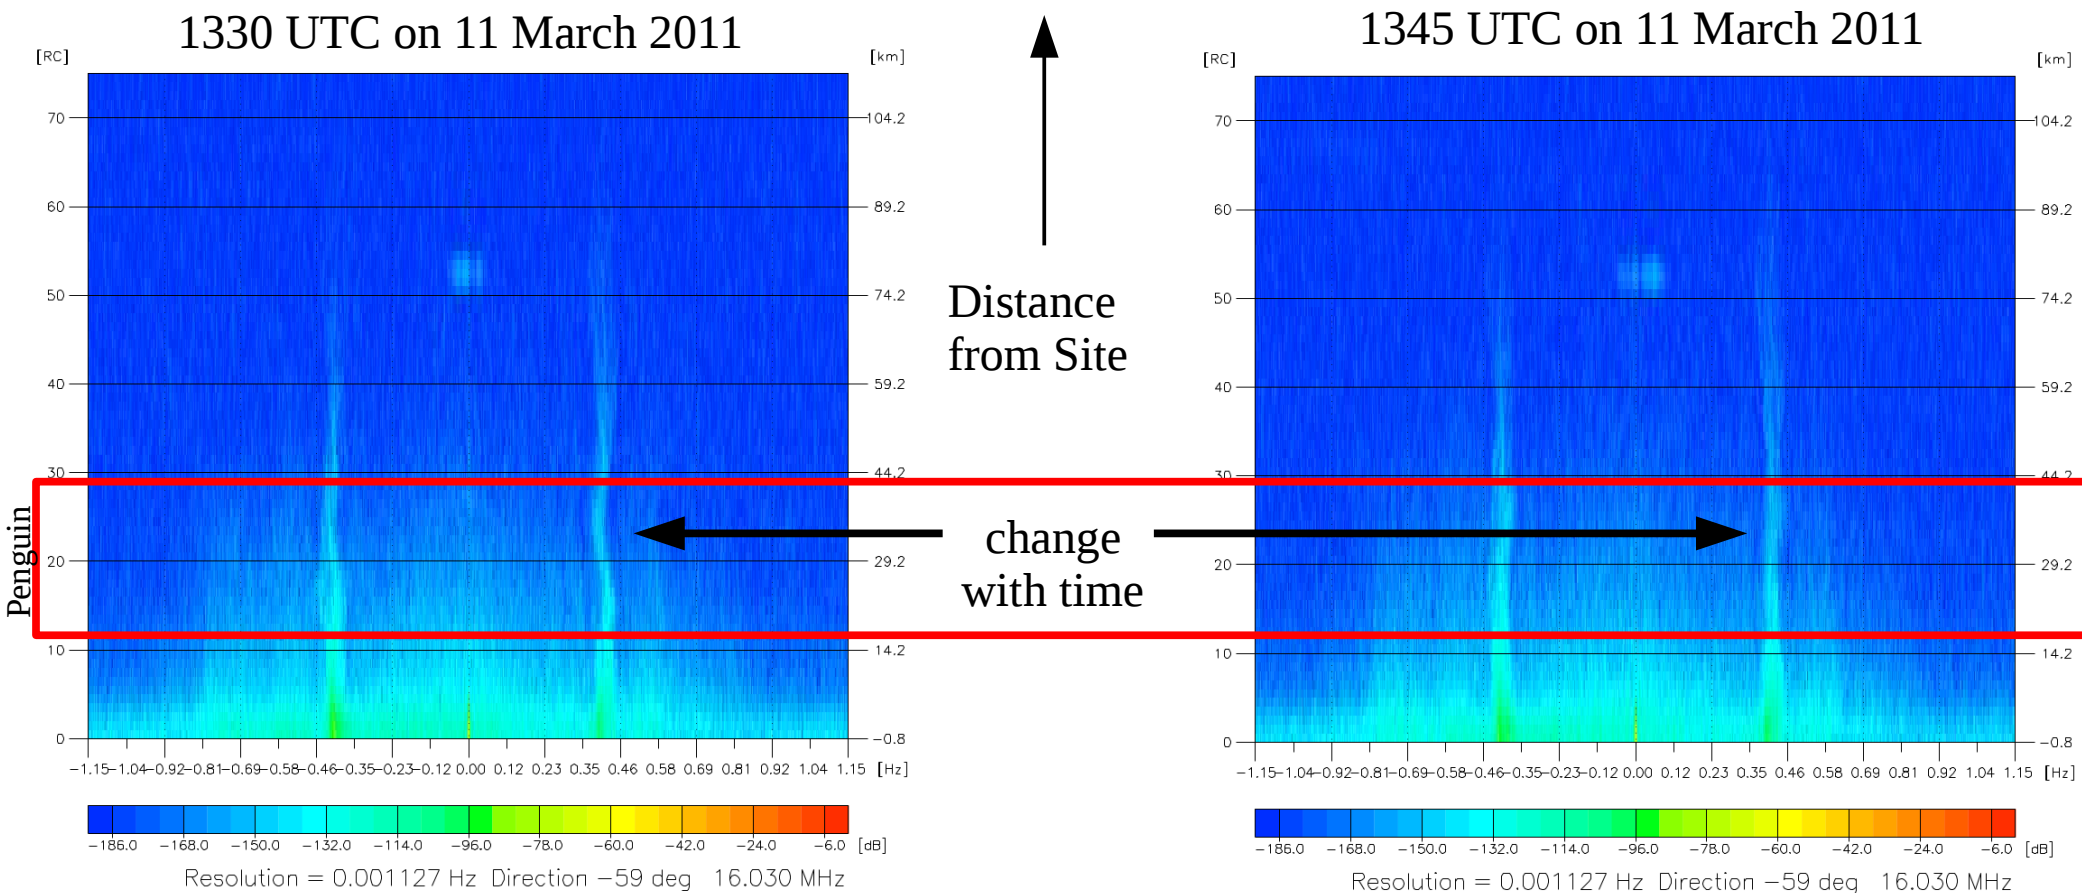 1330 UTC on 11 March 2011
[RC]
[km]
70
104.2
60
89.2
50
74.2
40
59.2
30
44.2
20
29.2
10
14.2
0
-0.8
-1.15 -1.04 -0.92 -0.81 -0.69 -0.58 -0.46 -0.35 -0.23 -0.12 0.00 0.12 0.23 0.35 0.46 0.58 0.69 0.81 0.92 1.04 1.15 [Hz]
-186.0 -168.0 -150.0 -132.0 -114.0 -96.0 -78.0 -60.0 -42.0 -24.0 -6.0 [dB]
Resolution = 0.001127 Hz Direction -59 deg 16.030 MHz
Penguin
Distance
from Site
change
with time
1345 UTC on 11 March 2011
[RC]
[km]
70
104.2
60
89.2
50
74.2
40
59.2
30
44.2
20
29.2
10
14.2
0
-0.8
-1.15 -1.04 -0.92 -0.81 -0.69 -0.58 -0.46 -0.35 -0.23 -0.12 0.00 0.12 0.23 0.35 0.46 0.58 0.69 0.81 0.92 1.04 1.15 [Hz]
-186.0 -168.0 -150.0 -132.0 -114.0 -96.0 -78.0 -60.0 -42.0 -24.0 -6.0 [dB]
Resolution = 0.001127 Hz Direction -59 deg 16.030 MHz